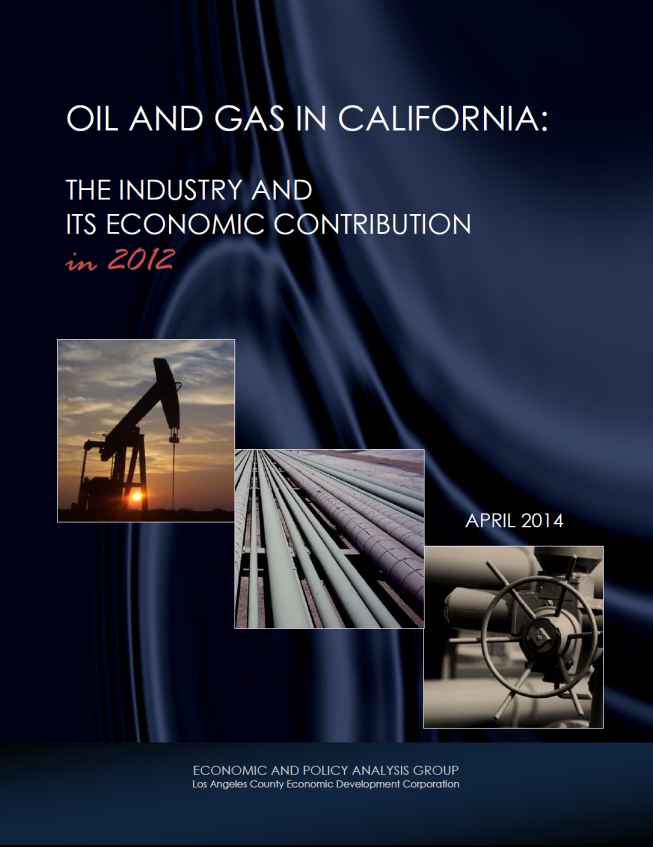 OIL AND GAS IN CALIFORNIA:
THE INDUSTRY AND
ITS ECONOMIC CONTRIBUTION
in 2012
APRIL 2014
ECONOMIC AND POLICY ANALYSIS GROUP
Los Angeles County Economic Development Corporation